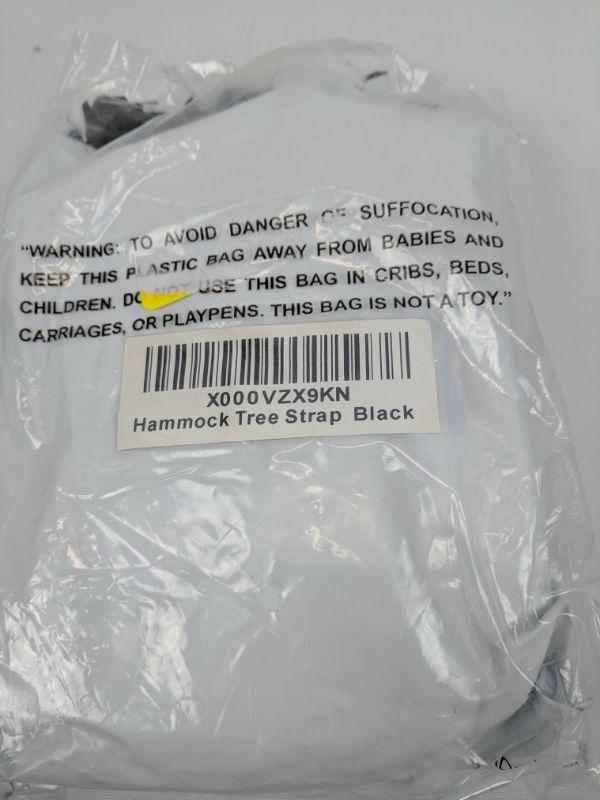 "WARNING: TO AVOID DANGER OF SUFFOCATION,
KEEP THIS PLASTIC BAG AWAY FROM BABIES AND
CHILDREN. DO NOT USE THIS BAG IN CRIBS, BEDS,
CARRIAGES, OR PLAYPENS. THIS BAG IS NOT A TOY."
X000VZX9KN
Hammock Tree Strap Black